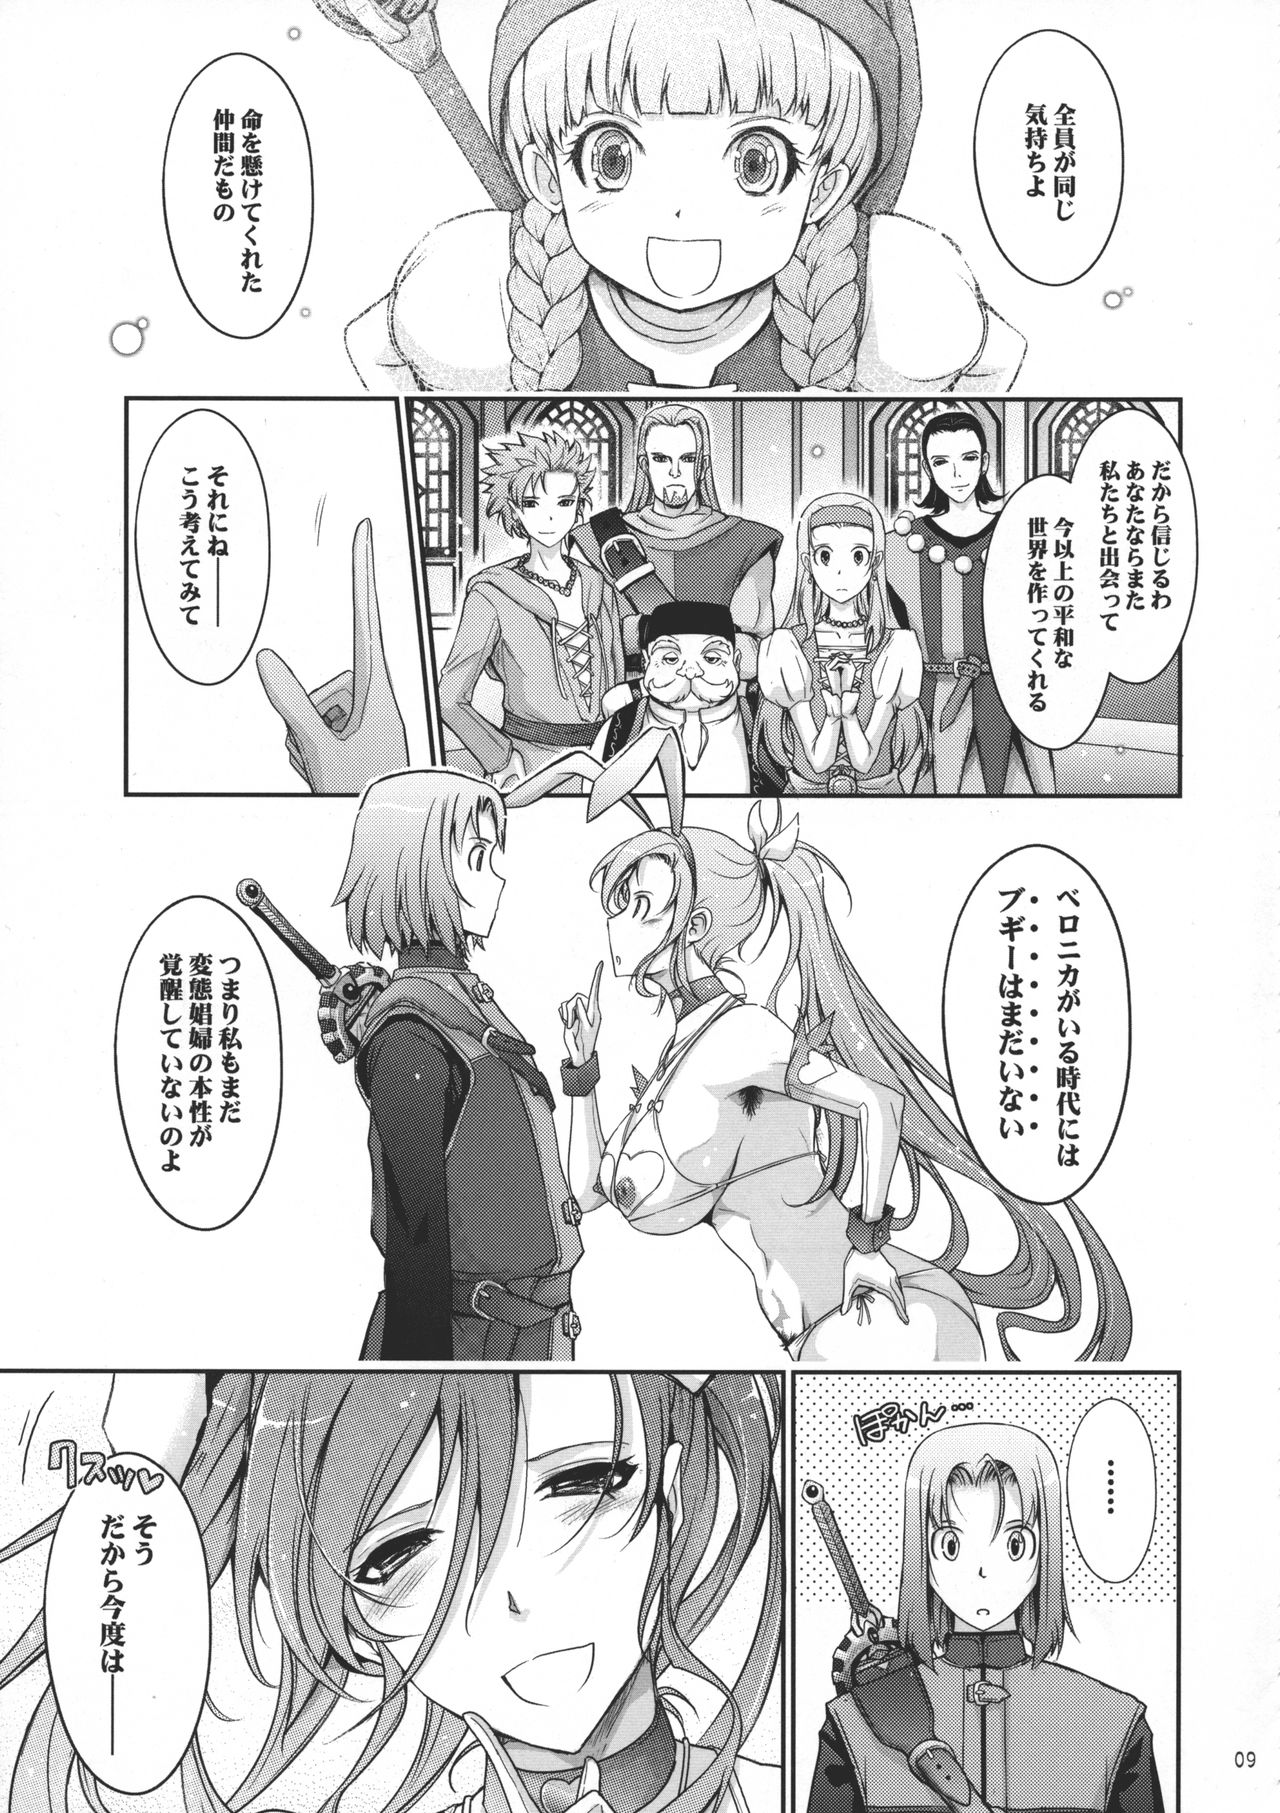 全員が同じ
気持ちよ
命を懸けてくれた
仲間だもの
だから信じるわ
あなたならまた
私たちと出会って
今以上の平和な
世界を作ってくれる
それにね――
こう考えてみて
ベロニカがいる時代には
ブギーはまだいない
つまり私もまだ
変態娼婦の本性が
覚醒していないのよ
……
ぽかん…
クスッ♡
そう
だから今度は――
09